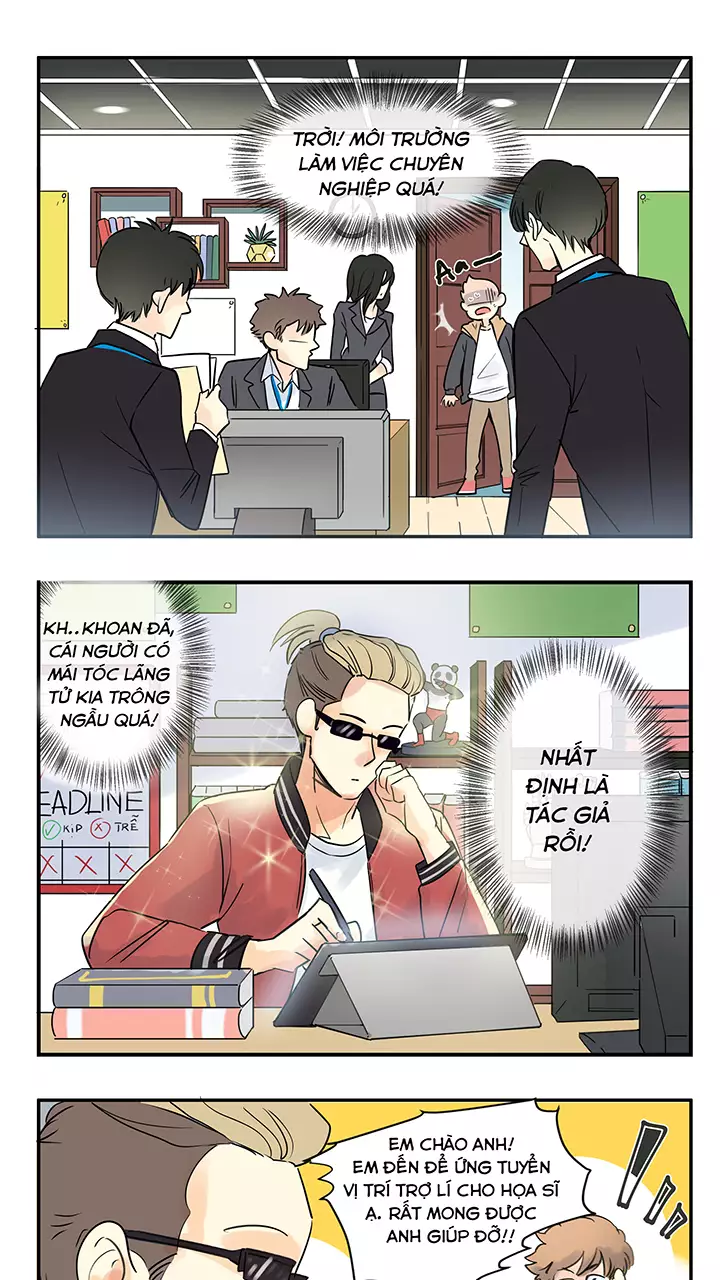 TRỜI! MÔI TRƯỜNG
LÀM VIỆC CHUYÊN
NGHIỆP QUÁ!
Aa—
KH..KHOAN ĐÃ,
CÁI NGƯỜI CÓ
MÁI TÓC LÃNG
TỬ KIA TRÔNG
NGẦU QUÁ!
NHẤT
ĐỊNH LÀ
TÁC GIẢ
RỒI!
EADLINE
KỊP X TRỄ
X X X
EM CHÀO ANH!
EM ĐẾN ĐỂ ỨNG TUYỂN
VỊ TRÍ TRỢ LÍ CHO HỌA SĨ
Ạ. RẤT MONG ĐƯỢC
ANH GIÚP ĐỠ!!
!!